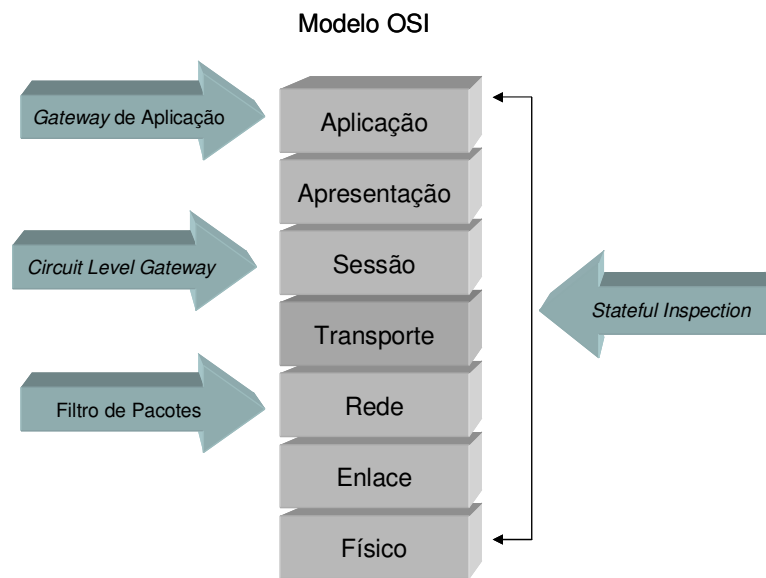 Modelo OSI
Gateway de Aplicação
Aplicação
Apresentação
Circuit Level Gateway
Sessão
Stateful Inspection
Transporte
Filtro de Pacotes
Rede
Enlace
Físico